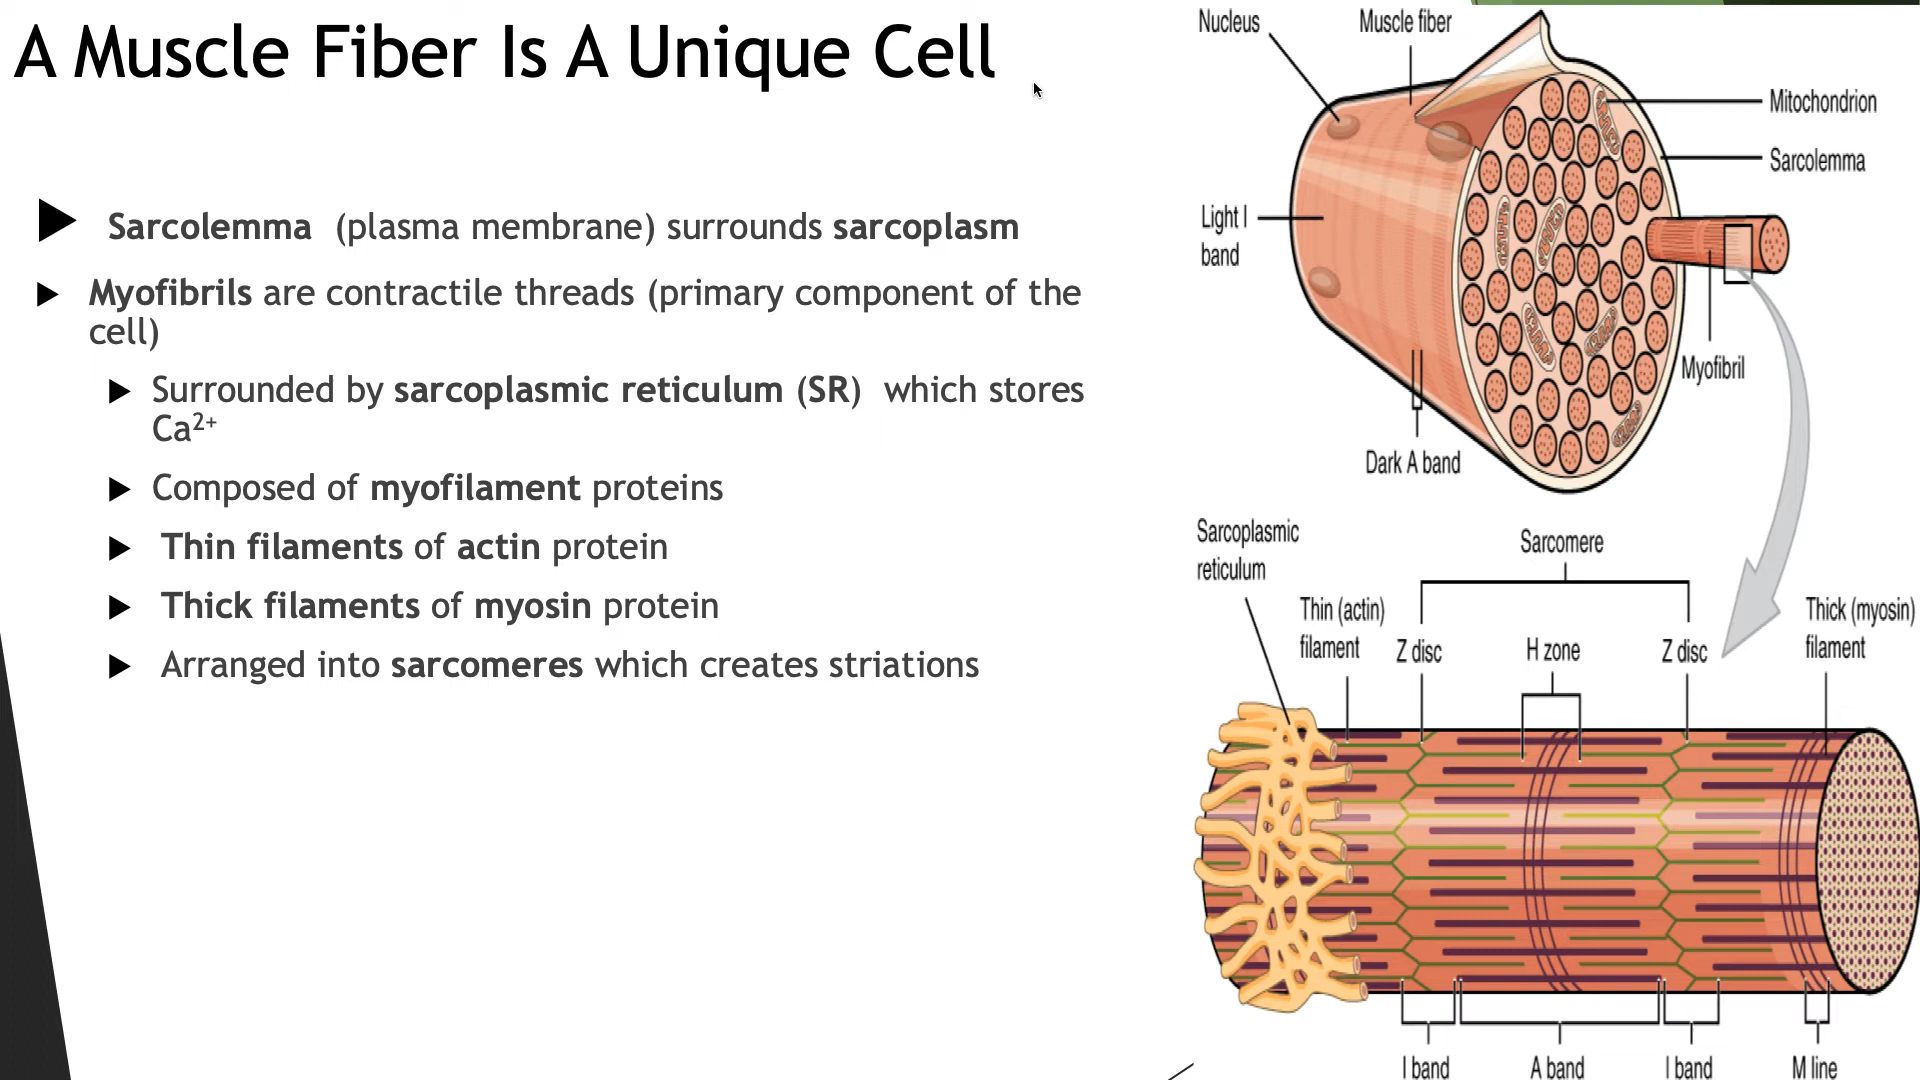 A Muscle Fiber Is A Unique Cell
Sarcolemma (plasma membrane) surrounds sarcoplasm
Myofibrils are contractile threads (primary component of the
cell)
Surrounded by sarcoplasmic reticulum (SR) which stores
Ca²⁺
Composed of myofilament proteins
Thin filaments of actin protein
Thick filaments of myosin protein
Arranged into sarcomeres which creates striations
Nucleus
Muscle fiber
Mitochondrion
Sarcolemma
Light I
band
Myofibril
Dark A band
Sarcoplasmic
reticulum
Sarcomere
Thin (actin)
filament
Z disc
H zone
Z disc
Thick (myosin)
filament
I band
A band
I band
M line